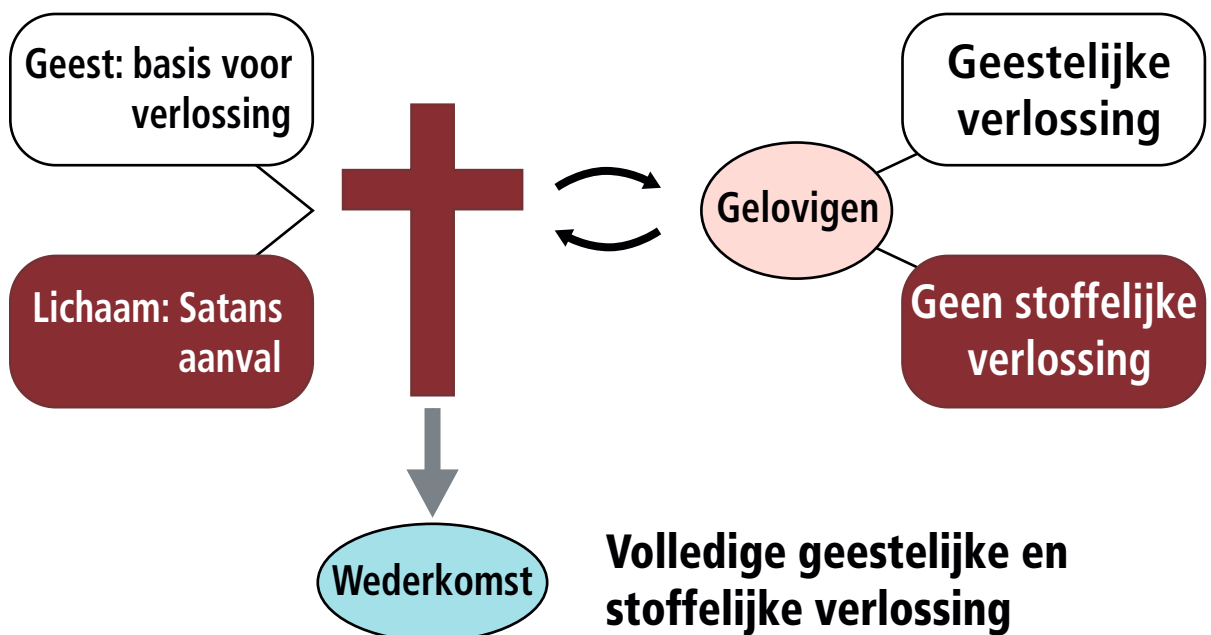 Geest: basis voor
verlossing
Lichaam: Satans
aanval
Gelovigen
Geestelijke
verlossing
Geen stoffelijke
verlossing
Wederkomst
Volledige geestelijke en
stoffelijke verlossing